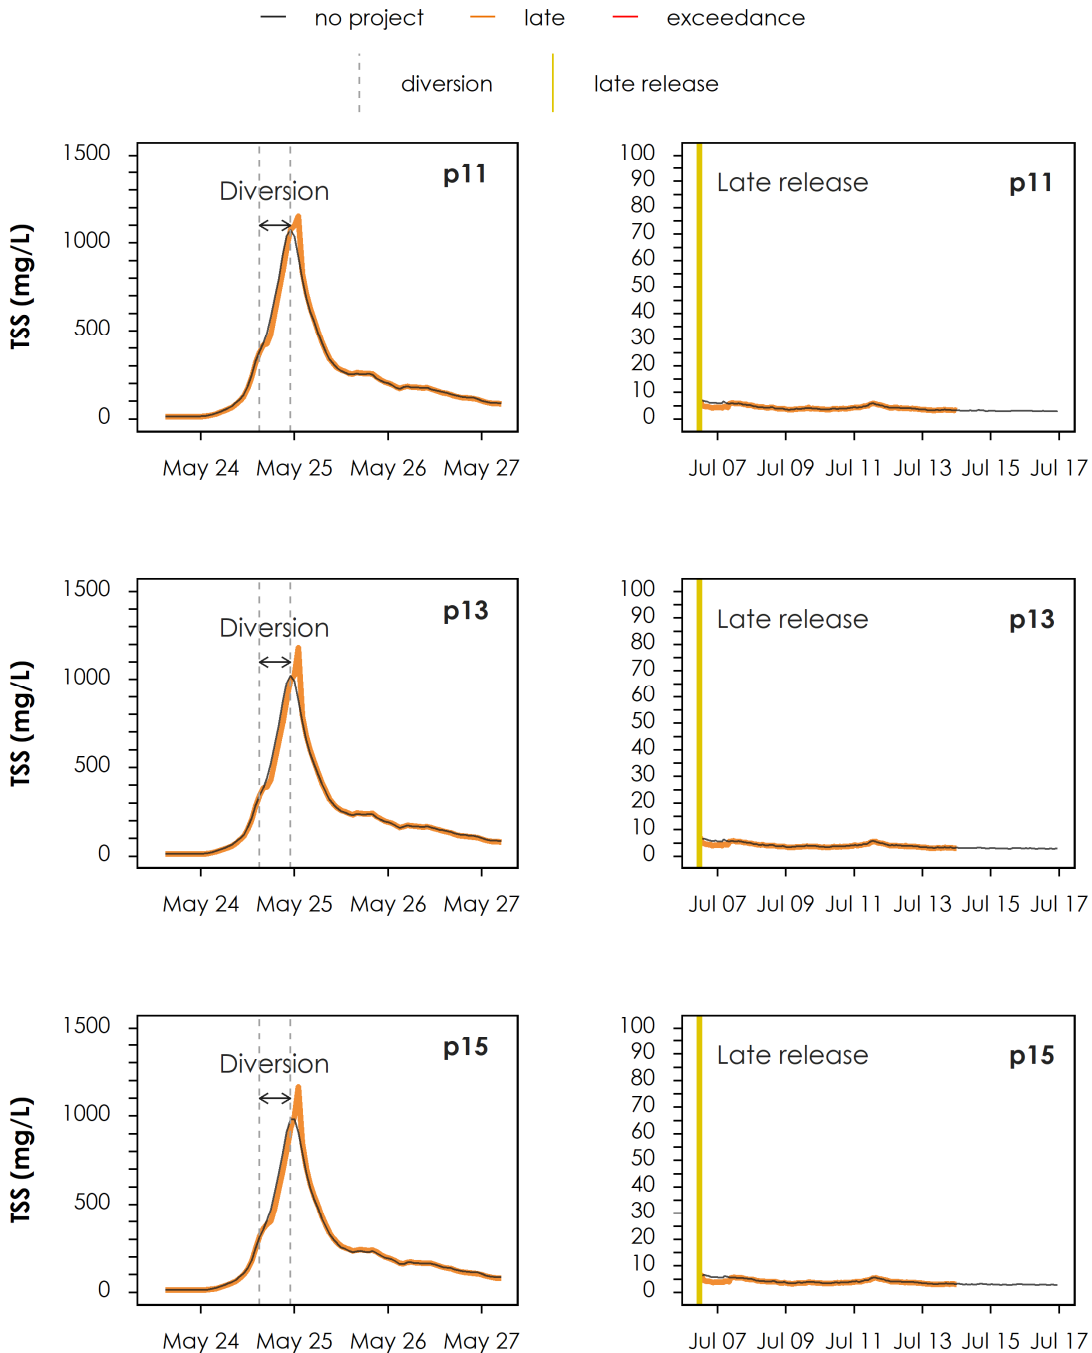 no project late exceedance
diversion late release
TSS (mg/L)
1500
1000
500
0
Diversion
p11
May 24 May 25 May 26 May 27
100
90
80
70
60
50
40
30
20
10
0
Late release
p11
Jul 07 Jul 09 Jul 11 Jul 13 Jul 15 Jul 17
TSS (mg/L)
1500
1000
500
0
Diversion
p13
May 24 May 25 May 26 May 27
100
90
80
70
60
50
40
30
20
10
0
Late release
p13
Jul 07 Jul 09 Jul 11 Jul 13 Jul 15 Jul 17
TSS (mg/L)
1500
1000
500
0
Diversion
p15
May 24 May 25 May 26 May 27
100
90
80
70
60
50
40
30
20
10
0
Late release
p15
Jul 07 Jul 09 Jul 11 Jul 13 Jul 15 Jul 17